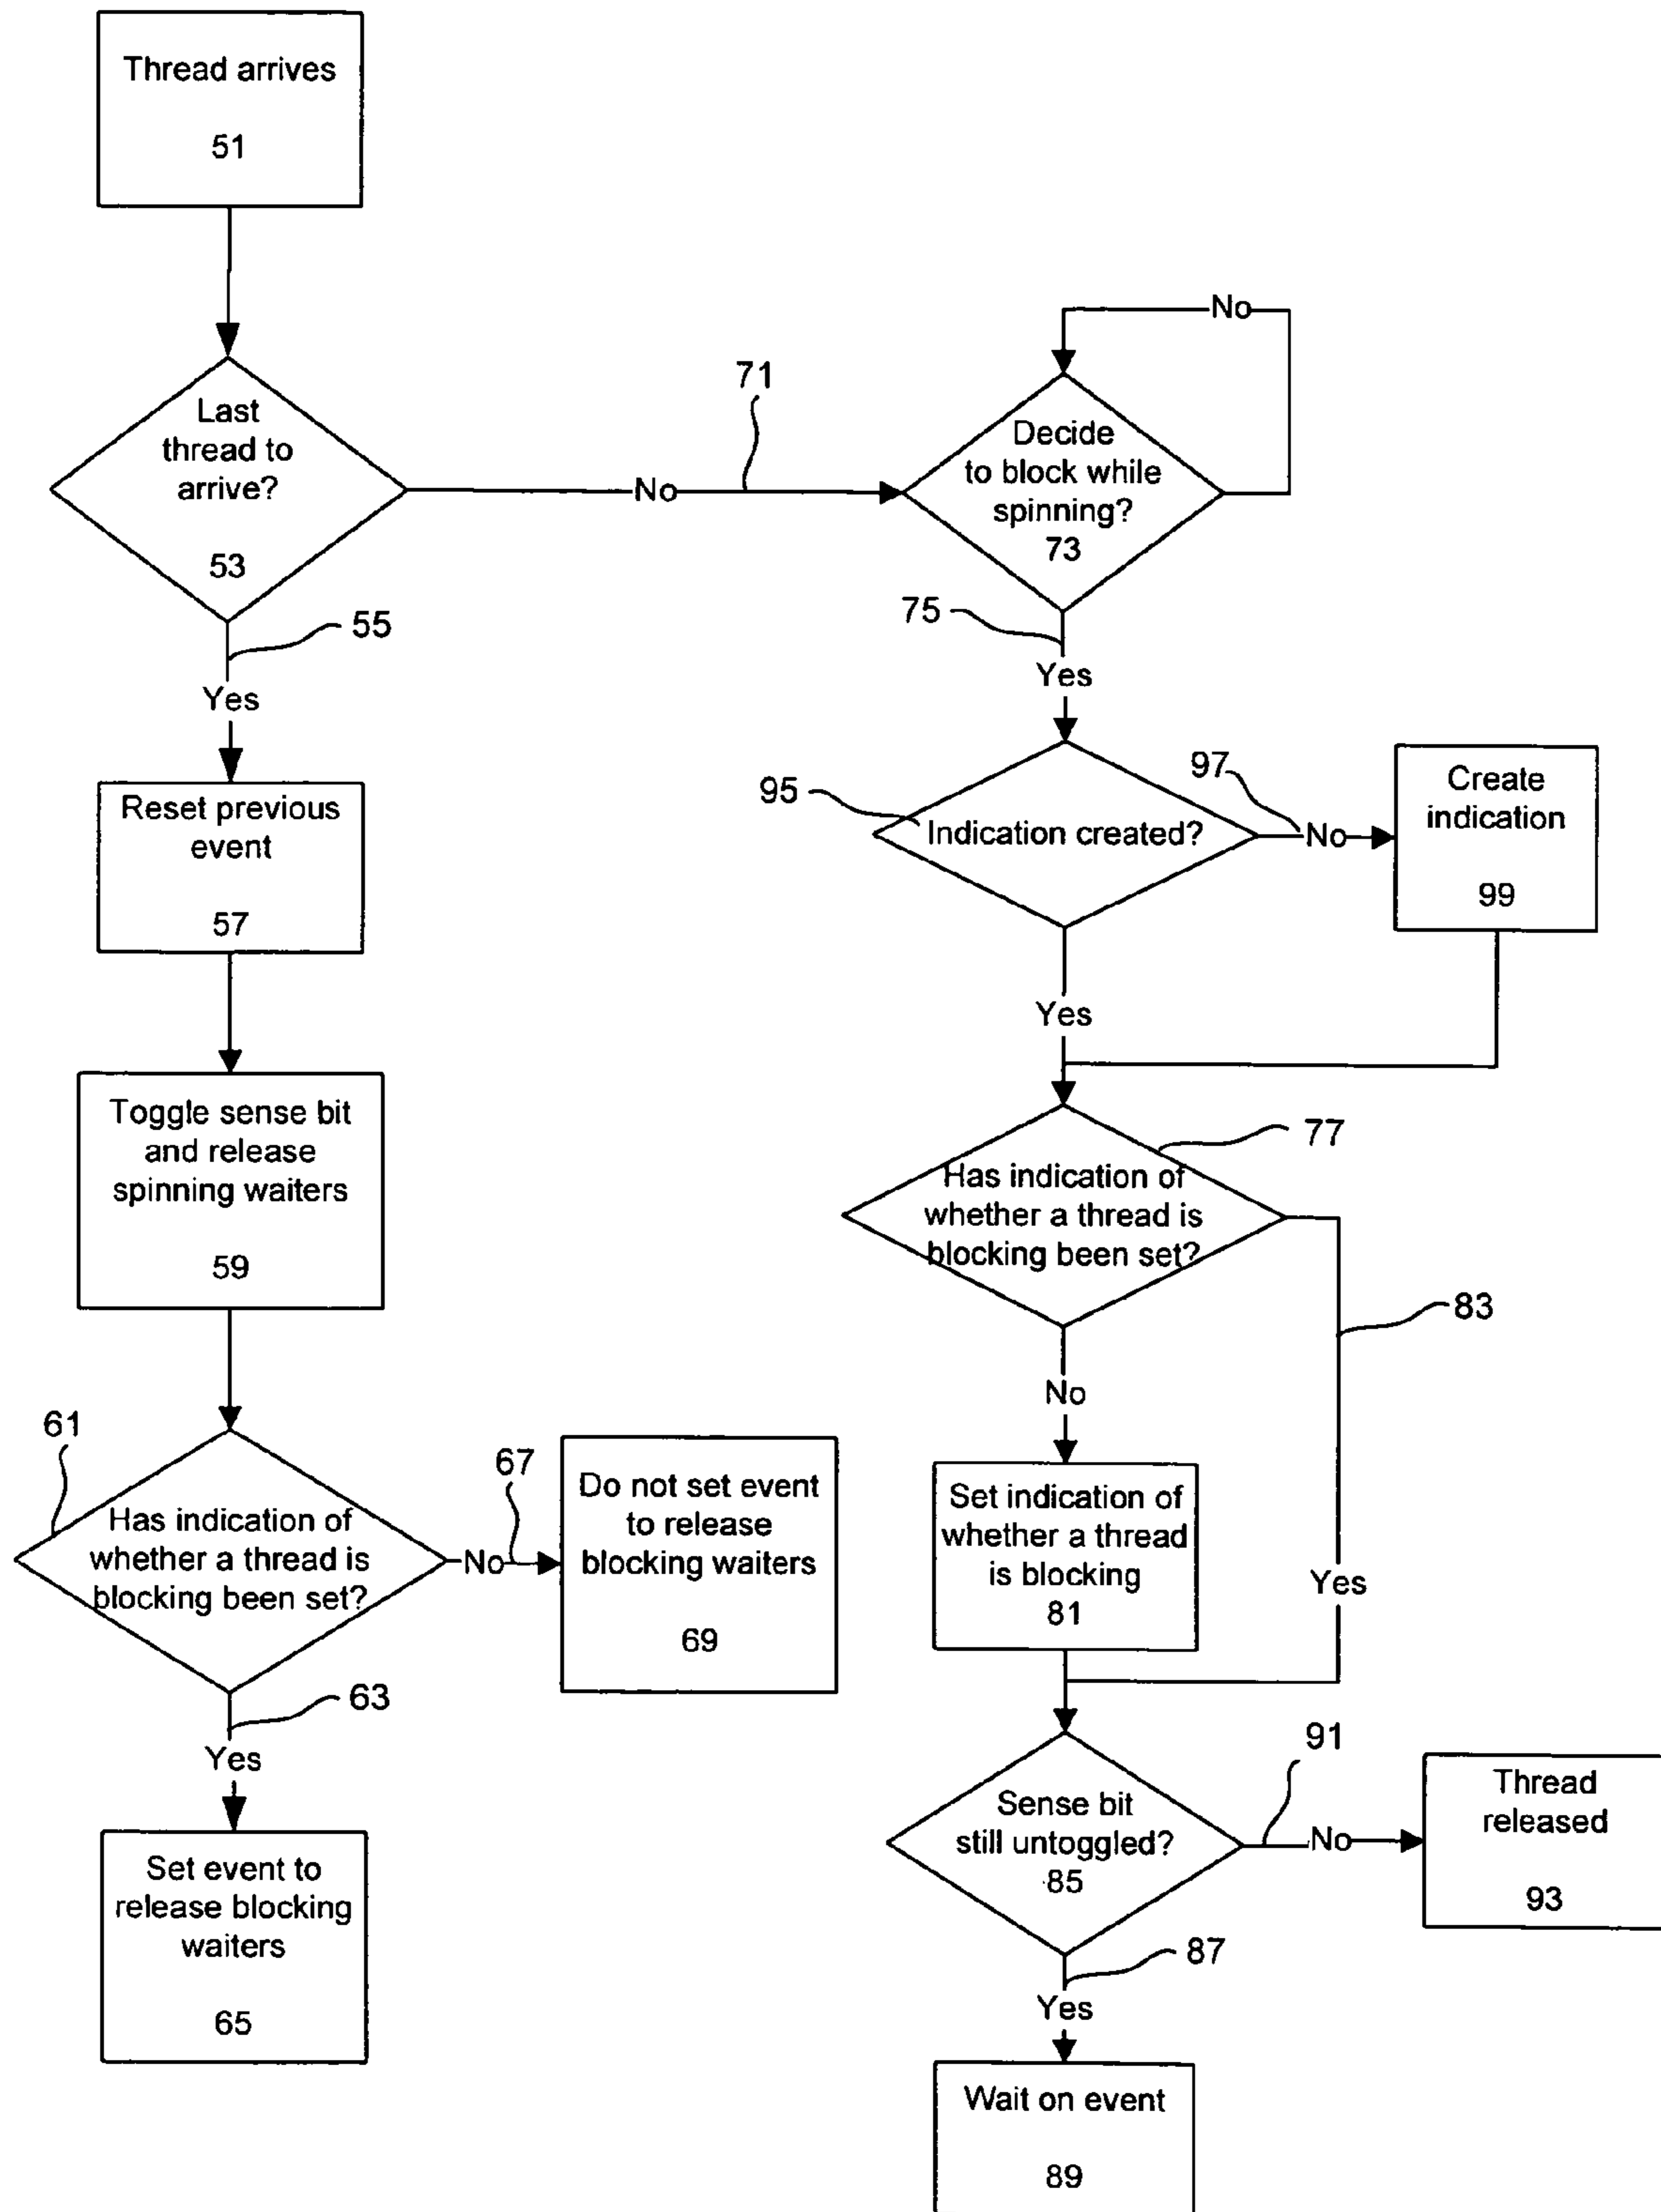 Thread arrives
51
Last
thread to
arrive?
53
55
Yes
Reset previous
event
57
Toggle sense bit
and release
spinning waiters
59
61
Has indication of
whether a thread is
blocking been set?
67
No
Do not set event
to release
blocking waiters
69
63
Yes
Set event to
release blocking
waiters
65
71
No
No
Decide
to block while
spinning?
73
75
Yes
95
Indication created?
97
No
Create
indication
99
Yes
77
Has indication of
whether a thread is
blocking been set?
83
No
Yes
Set indication of
whether a thread
is blocking
81
Sense bit
still untoggled?
85
91
No
Thread
released
93
87
Yes
Wait on event
89